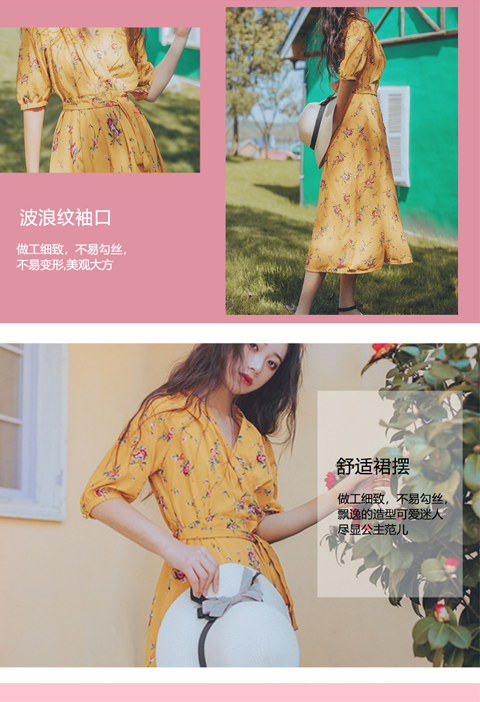 波浪纹袖口
做工细致，不易勾丝，
不易变形,美观大方
舒适裙摆
做工细致，不易勾丝，
飘逸的造型可爱迷人
尽显公主范儿